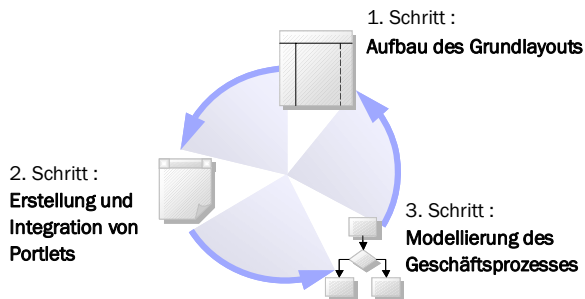 1. Schritt :
Aufbau des Grundlayouts
2. Schritt :
Erstellung und
Integration von
Portlets
3. Schritt :
Modellierung des
Geschäftsprozesses